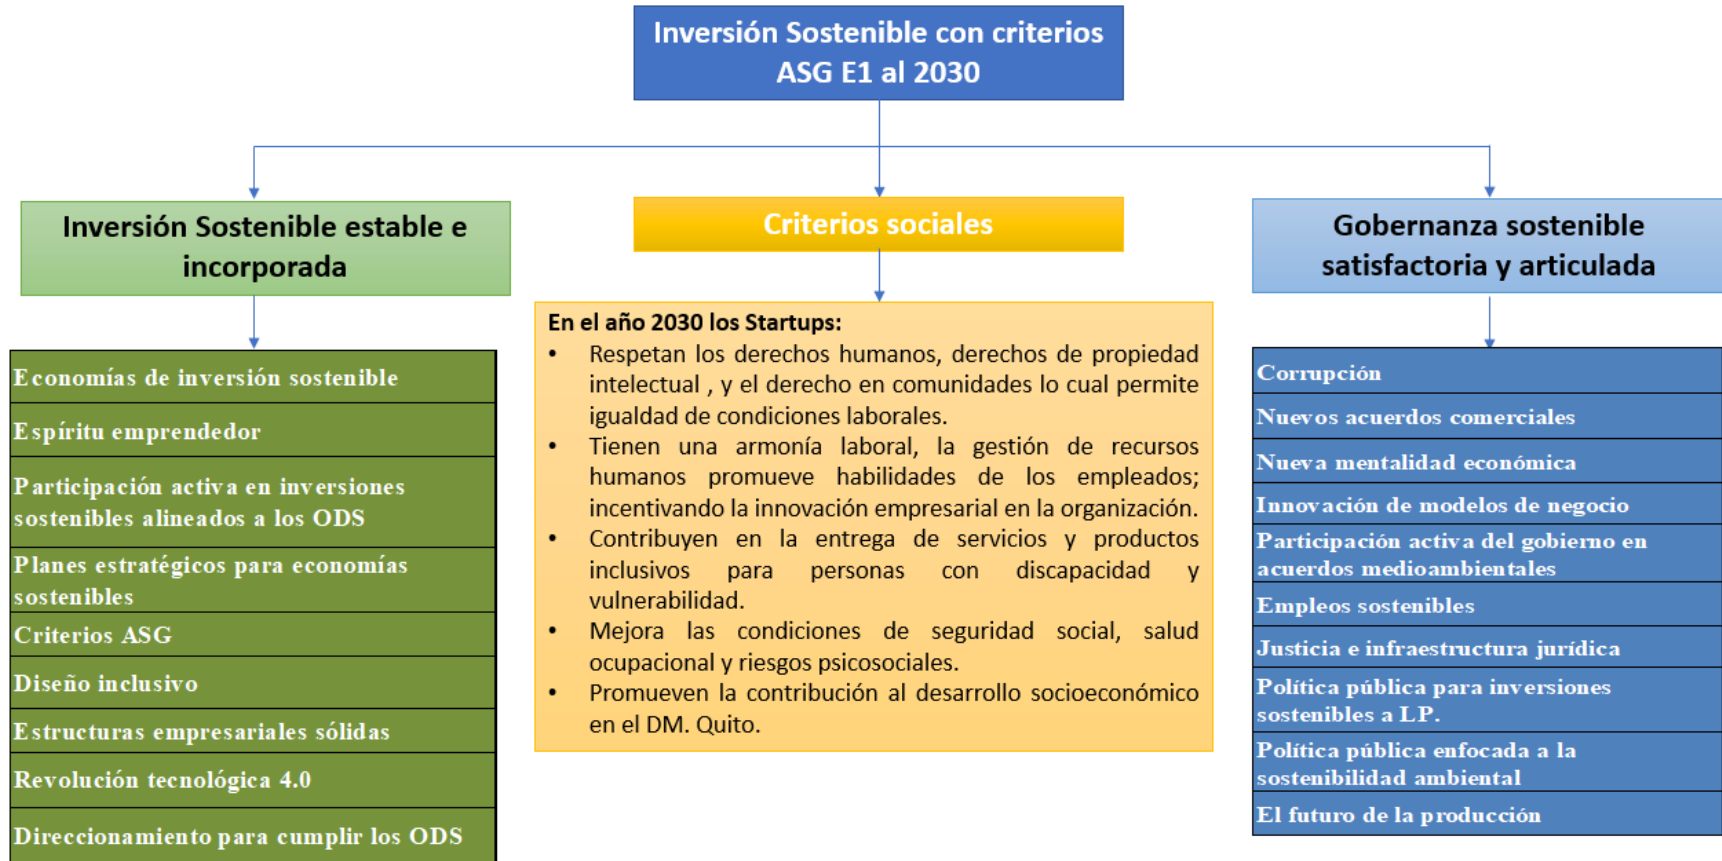 Inversión Sostenible con criterios
ASG E1 al 2030
Inversión Sostenible estable e
incorporada
Economías de inversión sostenible
Espíritu emprendedor
Participación activa en inversiones
sostenibles alineados a los ODS
Planes estratégicos para economías
sostenibles
Criterios ASG
Diseño inclusivo
Estructuras empresariales sólidas
Revolución tecnológica 4.0
Direccionamiento para cumplir los ODS
Criterios sociales
En el año 2030 los Startups:
• Respetan los derechos humanos, derechos de propiedad
intelectual , y el derecho en comunidades lo cual permite
igualdad de condiciones laborales.
• Tienen una armonía laboral, la gestión de recursos
humanos promueve habilidades de los empleados;
incentivando la innovación empresarial en la organización.
• Contribuyen en la entrega de servicios y productos
inclusivos para personas con discapacidad y
vulnerabilidad.
• Mejora las condiciones de seguridad social, salud
ocupacional y riesgos psicosociales.
• Promueven la contribución al desarrollo socioeconómico
en el DM. Quito.
Gobernanza sostenible
satisfactoria y articulada
Corrupción
Nuevos acuerdos comerciales
Nueva mentalidad económica
Innovación de modelos de negocio
Participación activa del gobierno en
acuerdos medioambientales
Empleos sostenibles
Justicia e infraestructura jurídica
Política pública para inversiones
sostenibles a LP.
Política pública enfocada a la
sostenibilidad ambiental
El futuro de la producción